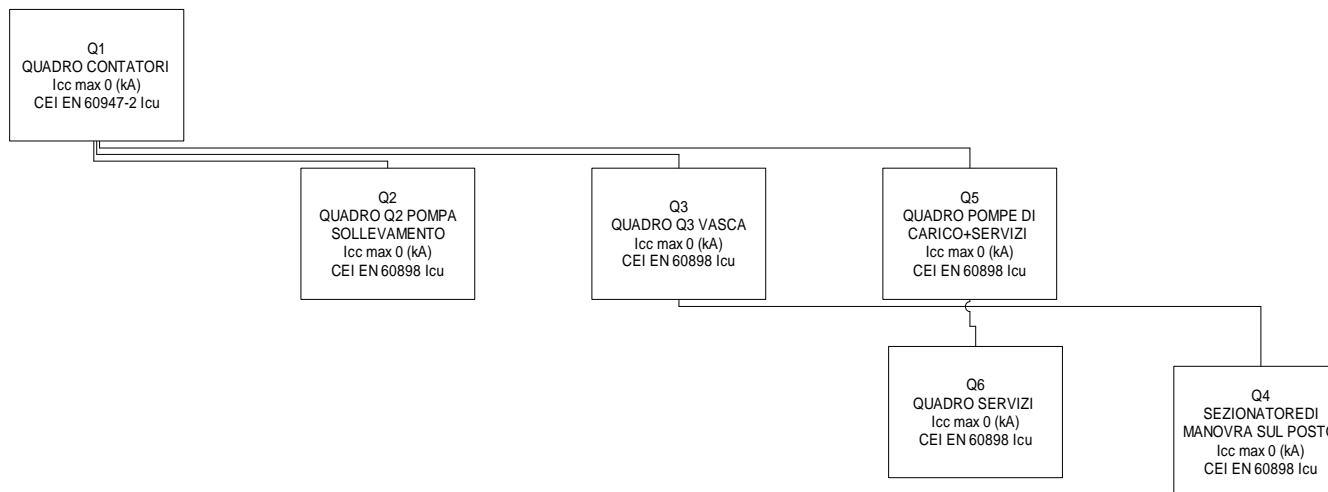 Q1
QUADRO CONTATORI
Icc max 0 (kA)
CEI EN 60947-2 Icu
Q2
QUADRO Q2 POMPA
SOLLEVAMENTO
Icc max 0 (kA)
CEI EN 60898 Icu
Q3
QUADRO Q3 VASCA
Icc max 0 (kA)
CEI EN 60898 Icu
Q5
QUADRO POMPE DI
CARICO+SERVIZI
Icc max 0 (kA)
CEI EN 60898 Icu
Q6
QUADRO SERVIZI
Icc max 0 (kA)
CEI EN 60898 Icu
Q4
SEZIONATOREDI
MANOVRA SUL POSTO
Icc max 0 (kA)
CEI EN 60898 Icu